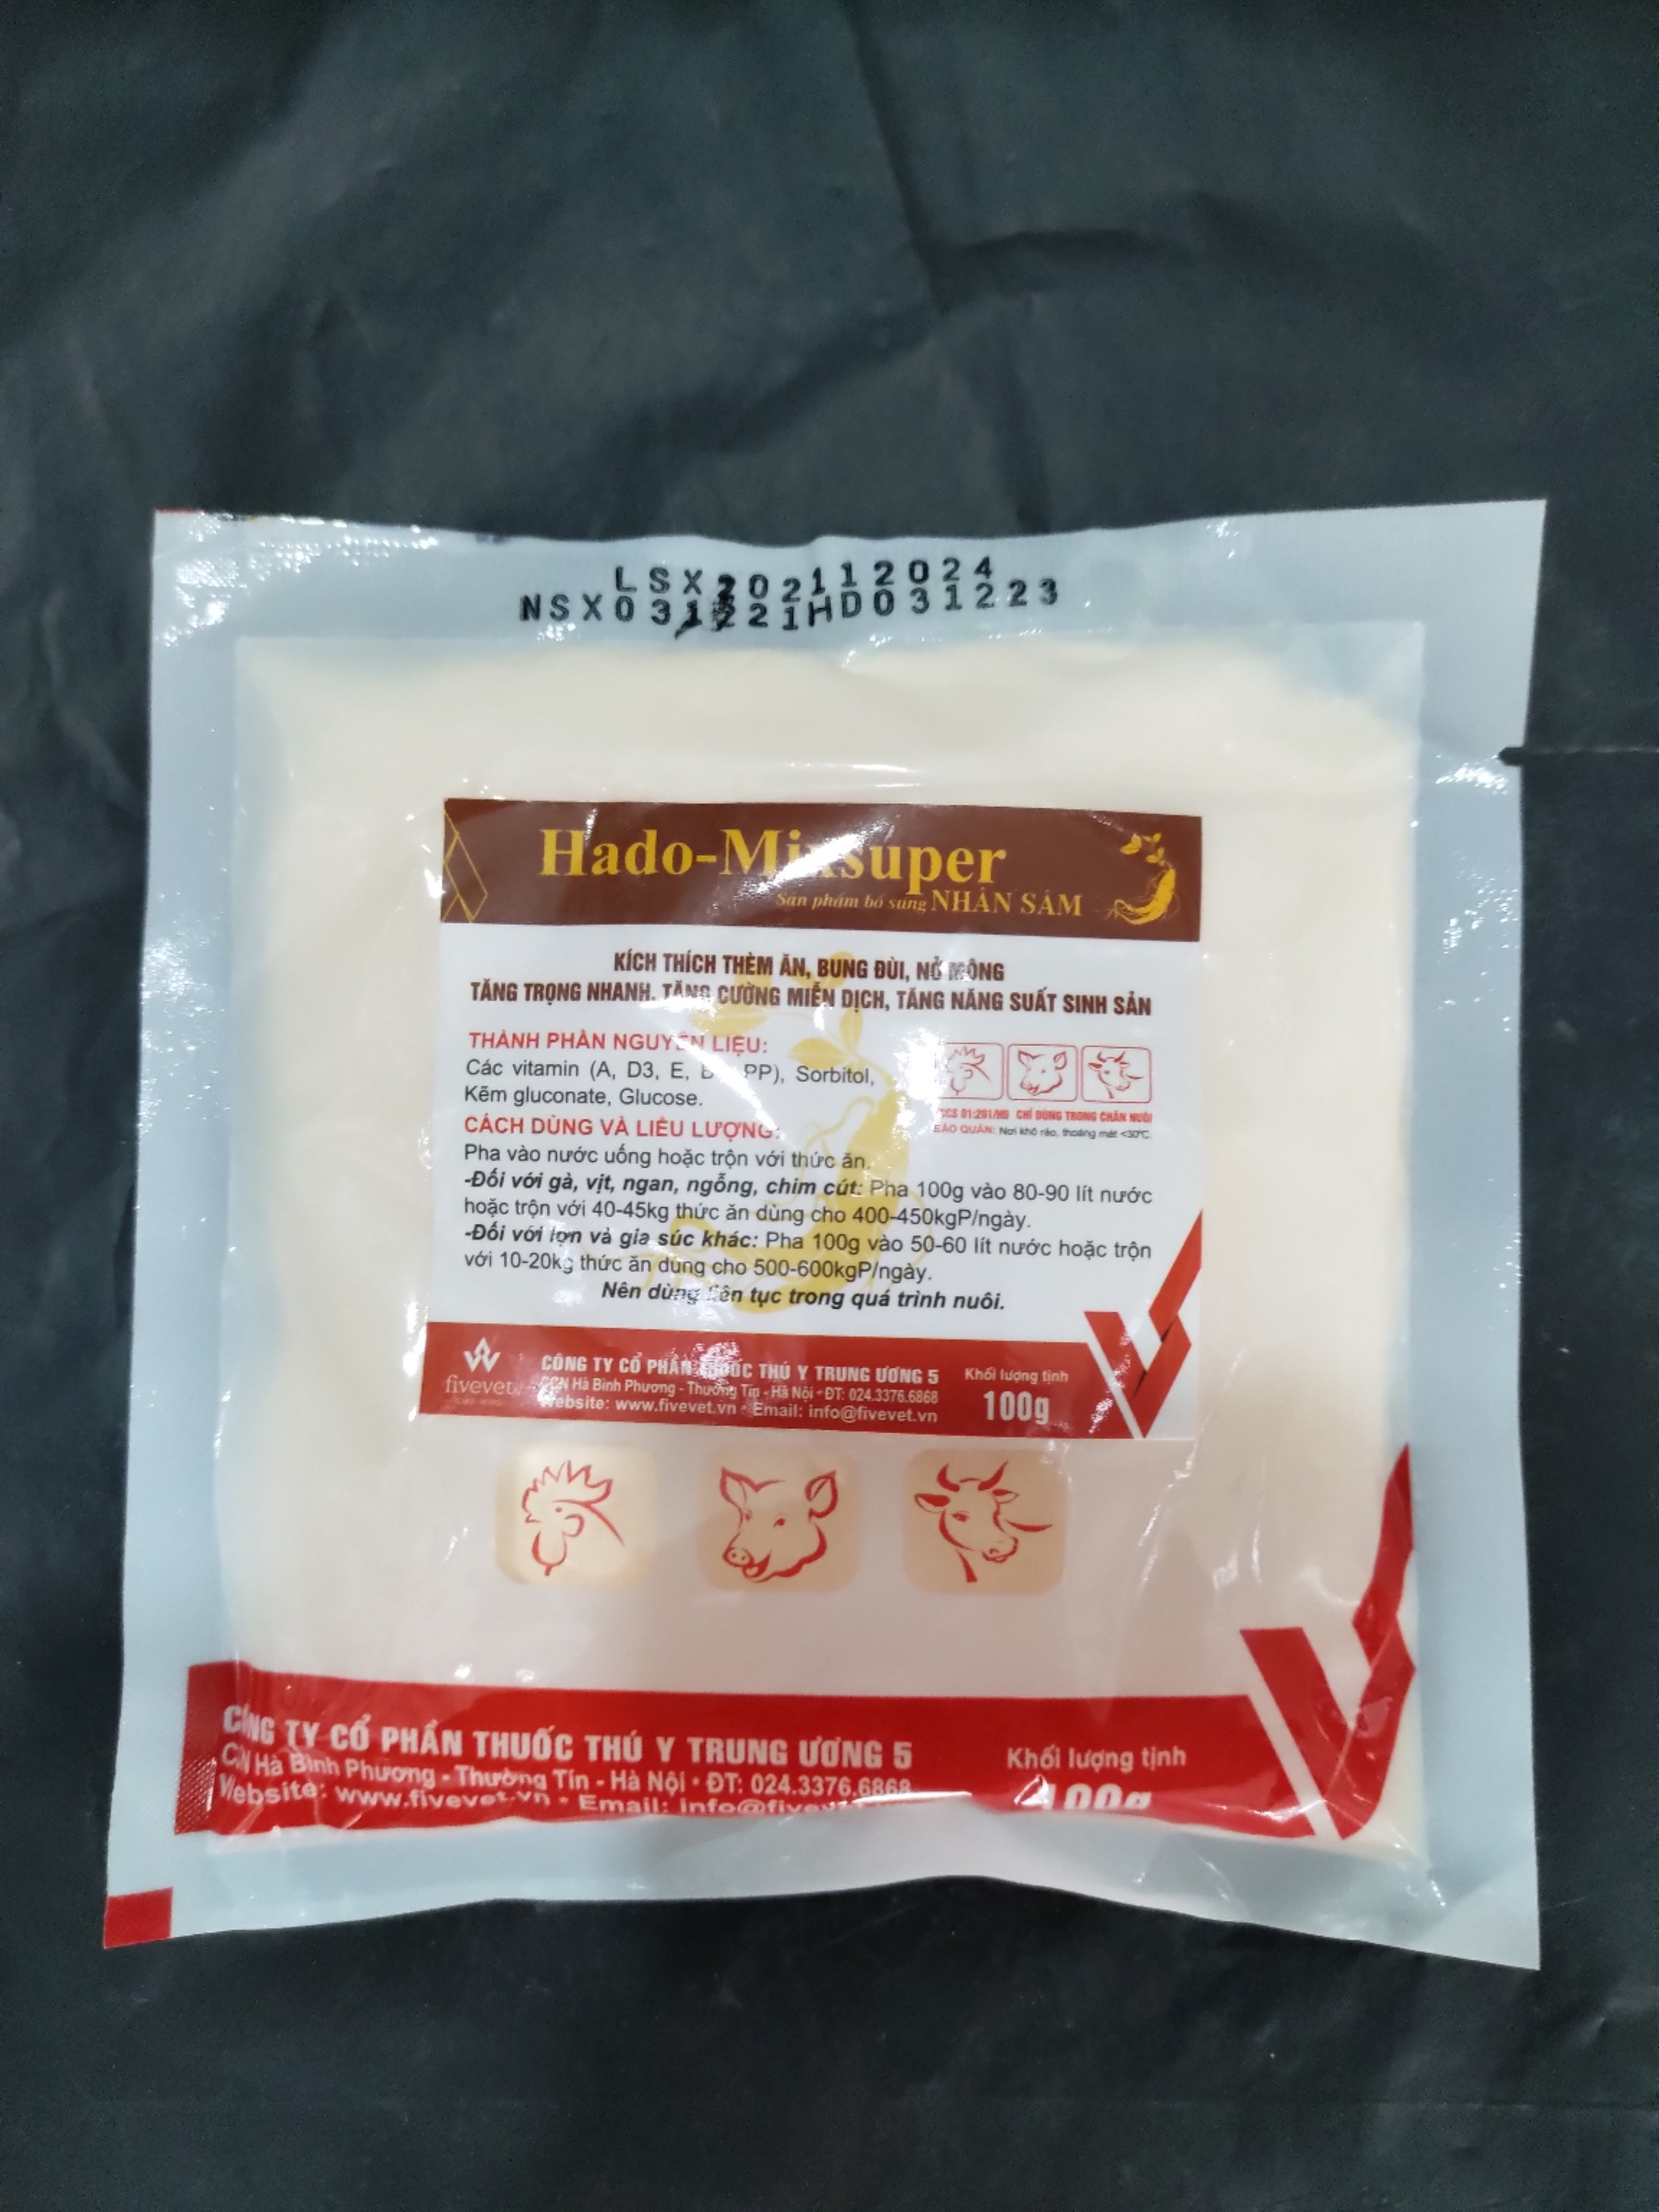 LSX 202112024
NSX031221HD031223
Hado-Mixsuper
Sản phẩm bổ sung NHÂN SÂM
KÍCH THÍCH THÈM ĂN, BUNG ĐÙI, NỞ MÔNG
TĂNG TRỌNG NHANH. TĂNG CƯỜNG MIỄN DỊCH, TĂNG NĂNG SUẤT SINH SẢN
THÀNH PHẦN NGUYÊN LIỆU:
Các vitamin (A, D3, E, PP), Sorbitol,
Kẽm gluconate, Glucose.
CHỈ DÙNG TRONG CHĂN NUÔI
BẢO QUẢN: Nơi khô ráo, thoáng mát <30°C.
CÁCH DÙNG VÀ LIỀU LƯỢNG:
Pha vào nước uống hoặc trộn với thức ăn.
-Đối với gà, vịt, ngan, ngỗng, chim cút: Pha 100g vào 80-90 lít nước
hoặc trộn với 40-45kg thức ăn dùng cho 400-450kgP/ngày.
-Đối với lợn và gia súc khác: Pha 100g vào 50-60 lít nước hoặc trộn
với 10-20kg thức ăn dùng cho 500-600kgP/ngày.
Nên dùng liên tục trong quá trình nuôi.
fivevet
CÔNG TY CỔ PHẦN THUỐC THÚ Y TRUNG ƯƠNG 5
CCN Hà Bình Phương - Thường Tín - Hà Nội * ĐT: 024.3376.6868
Website: www.fivevet.vn * Email: info@fivevet.vn
Khối lượng tịnh
100g
CÔNG TY CỔ PHẦN THUỐC THÚ Y TRUNG ƯƠNG 5
CCN Hà Bình Phương - Thường Tín - Hà Nội * ĐT: 024.3376.6868
Website: www.fivevet.vn * Email: info@fivevet
Khối lượng tịnh
100g